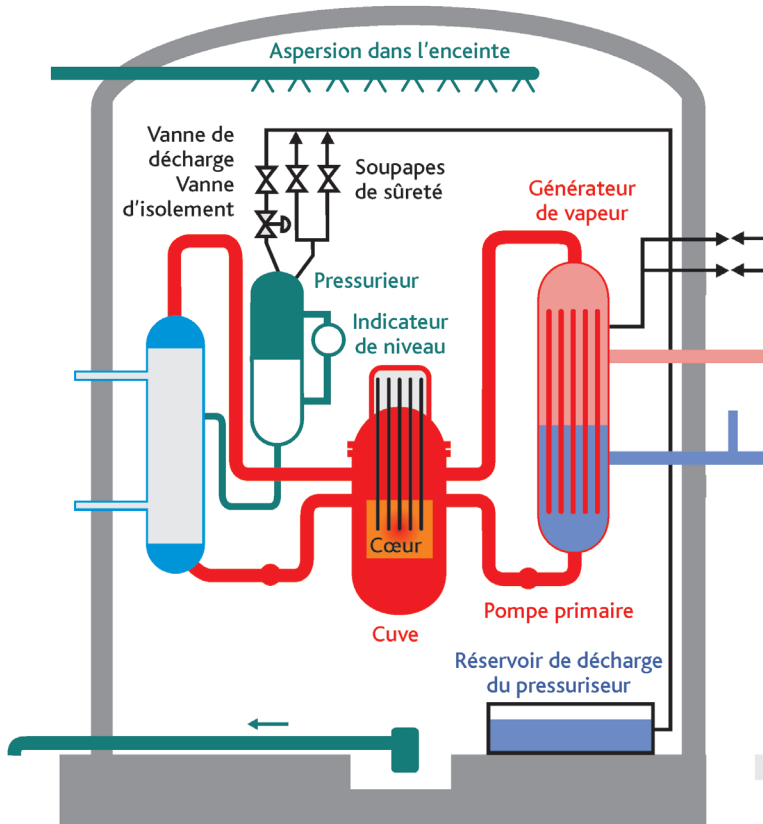 Aspersion dans l'enceinte
Vanne de
décharge
Vanne
d'isolement
Soupapes
de sûreté
Générateur
de vapeur
Pressurieur
Indicateur
de niveau
Cœur
Cuve
Pompe primaire
Réservoir de décharge
du pressuriseur